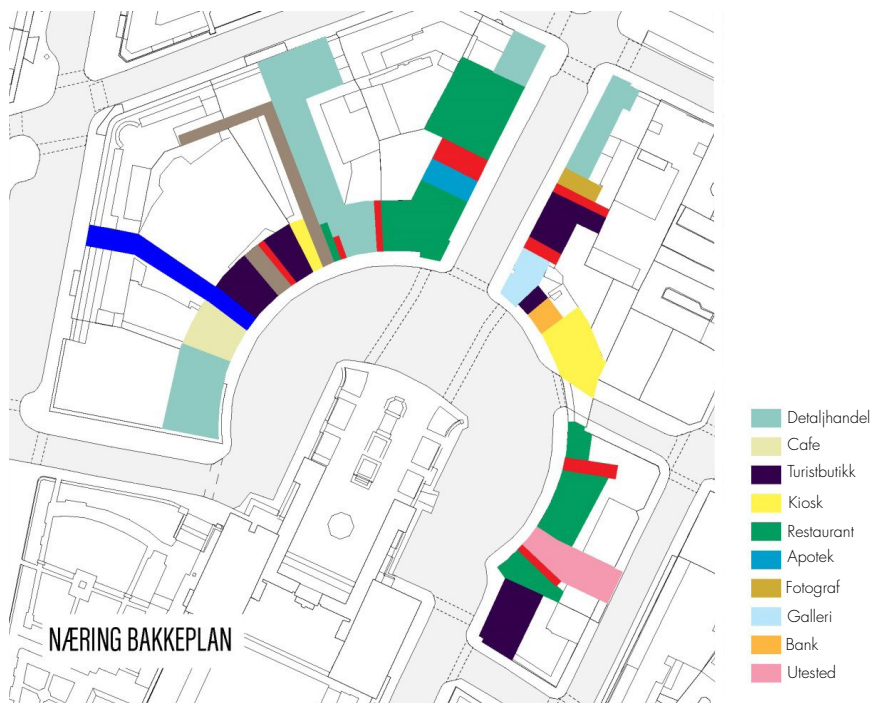 Detaljhandel
Cafe
Turistbutikk
Kiosk
Restaurant
Apotek
Fotograf
Galleri
Bank
Utested
NÆRING BAKKEPLAN